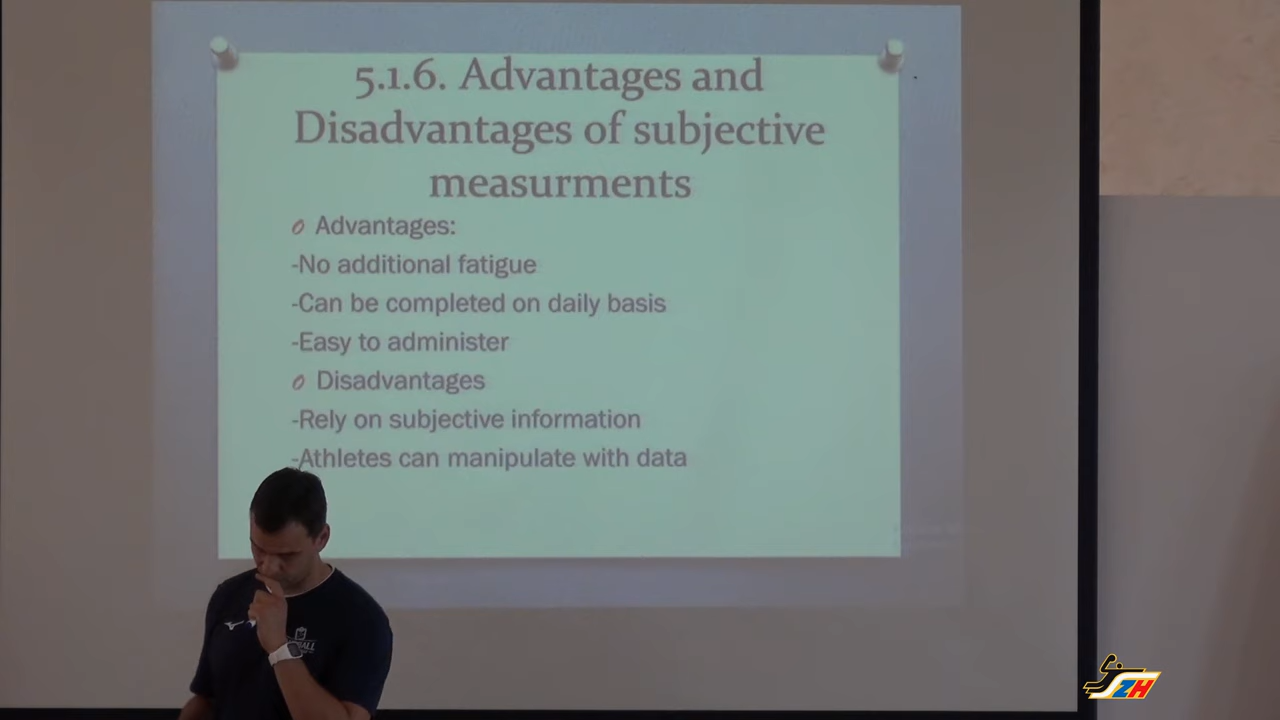 5.1.6. Advantages and
Disadvantages of subjective
measurments
Advantages:
-No additional fatigue
-Can be completed on daily basis
-Easy to administer
Disadvantages
-Rely on subjective information
-Athletes can manipulate with data
ZH